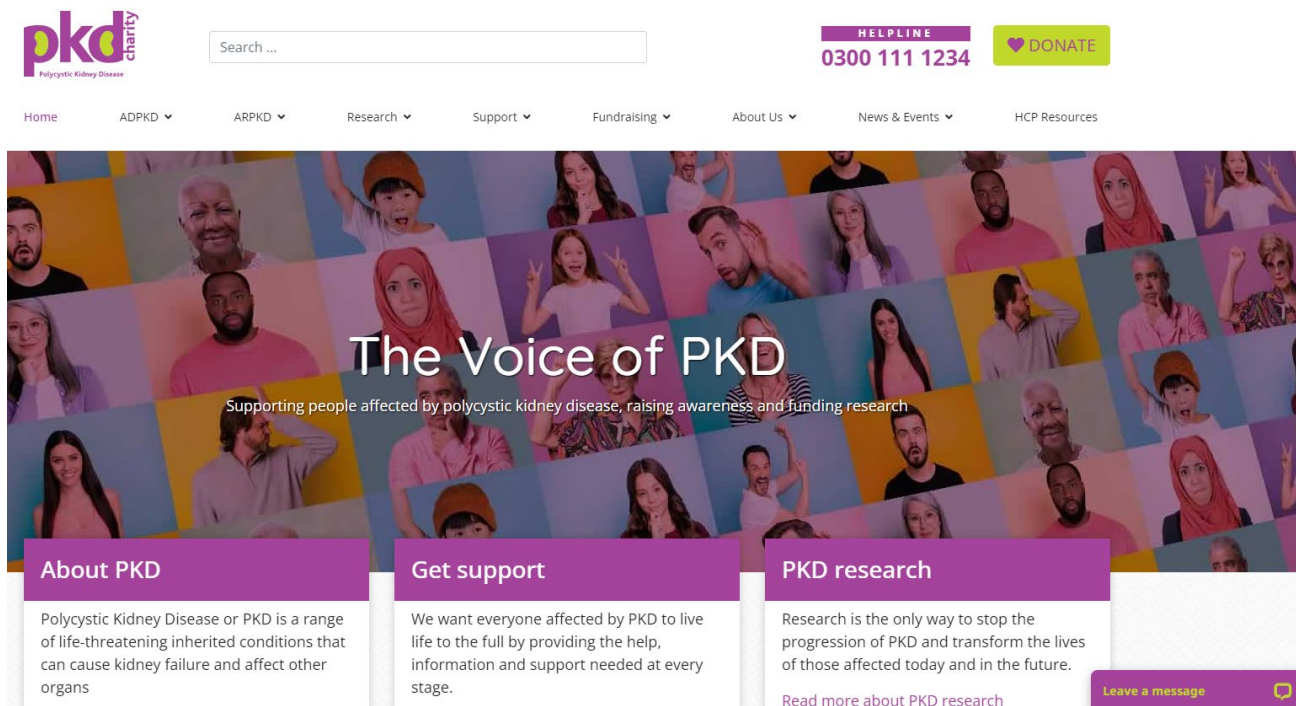 pkd charity
Polycystic Kidney Disease
Search ...
HELPLINE
0300 111 1234
DONATE
Home ADPKD ARPKD Research Support Fundraising About Us News & Events HCP Resources
The Voice of PKD
Supporting people affected by polycystic kidney disease, raising awareness and funding research
About PKD
Polycystic Kidney Disease or PKD is a range
of life-threatening inherited conditions that
can cause kidney failure and affect other
organs
Get support
We want everyone affected by PKD to live
life to the full by providing the help,
information and support needed at every
stage.
PKD research
Research is the only way to stop the
progression of PKD and transform the lives
of those affected today and in the future.
Read more about PKD research
Leave a message